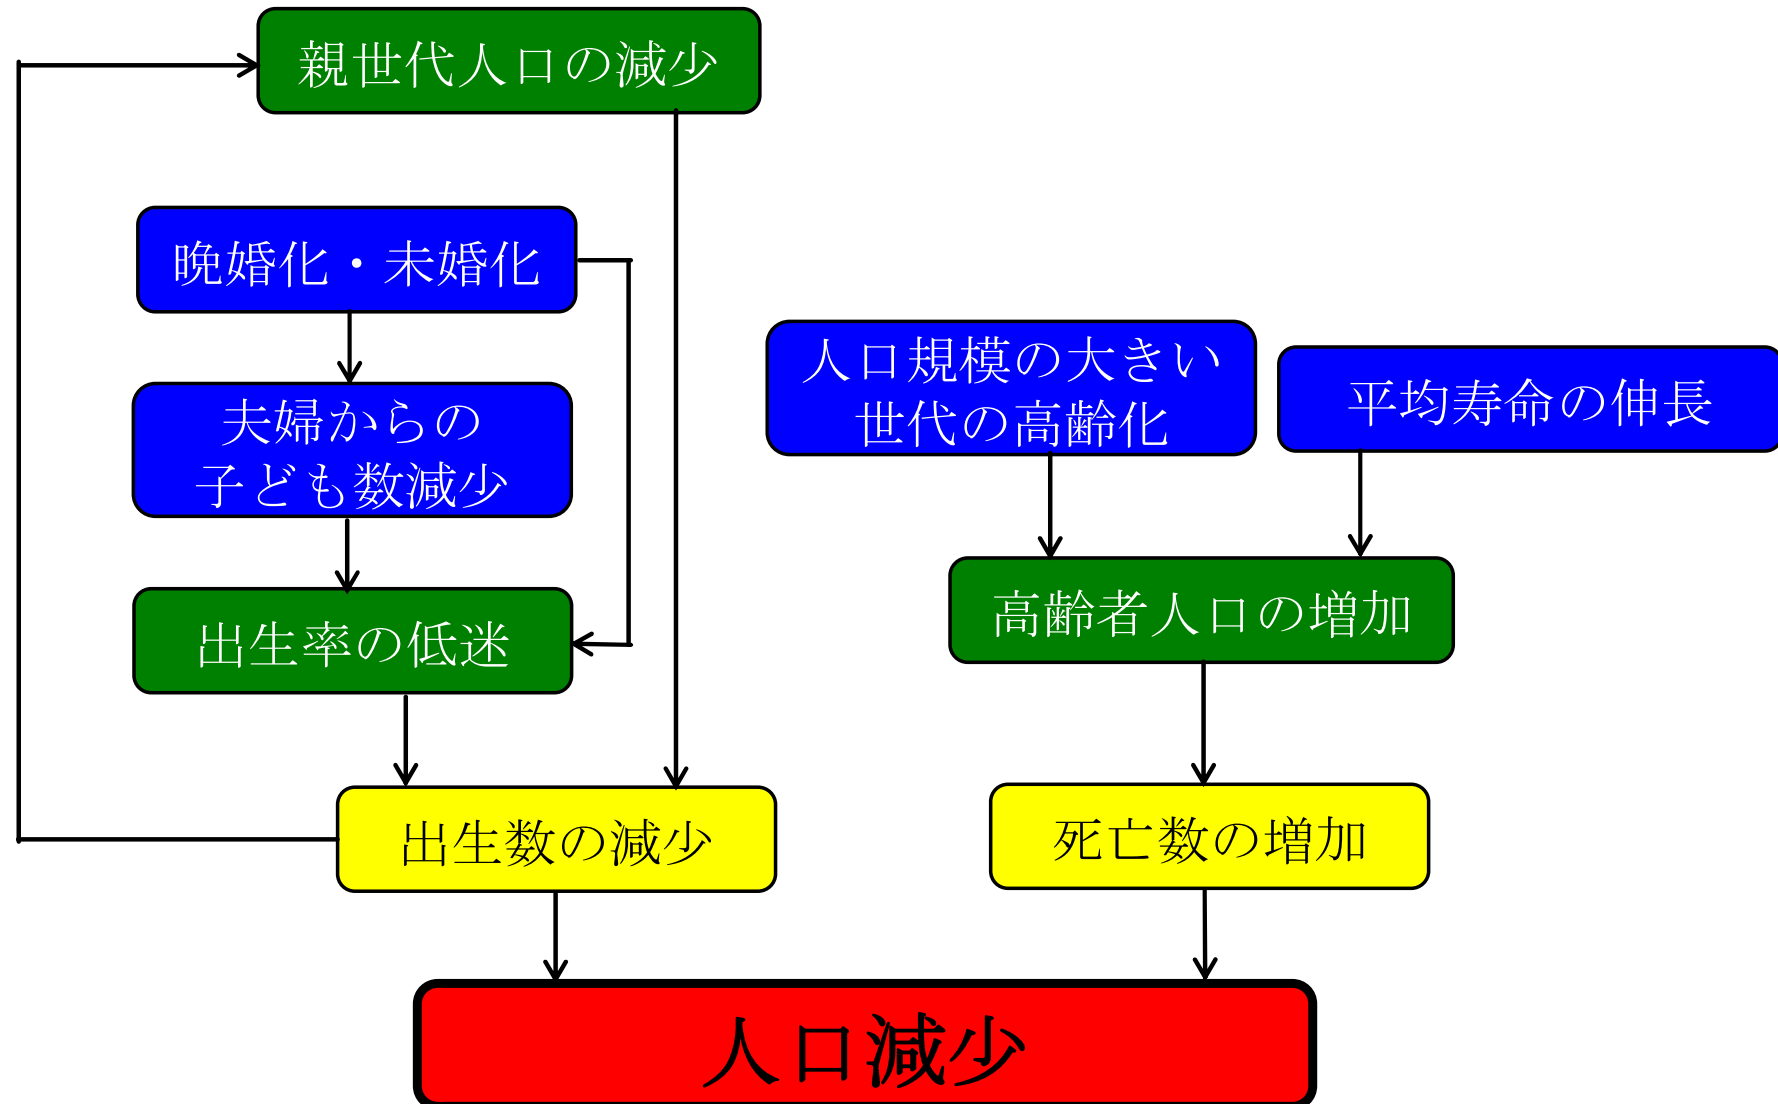 親世代人口の減少
晩婚化・未婚化
夫婦からの
子ども数減少
出生率の低迷
出生数の減少
人口規模の大きい
世代の高齢化
平均寿命の伸長
高齢者人口の増加
死亡数の増加
人口減少